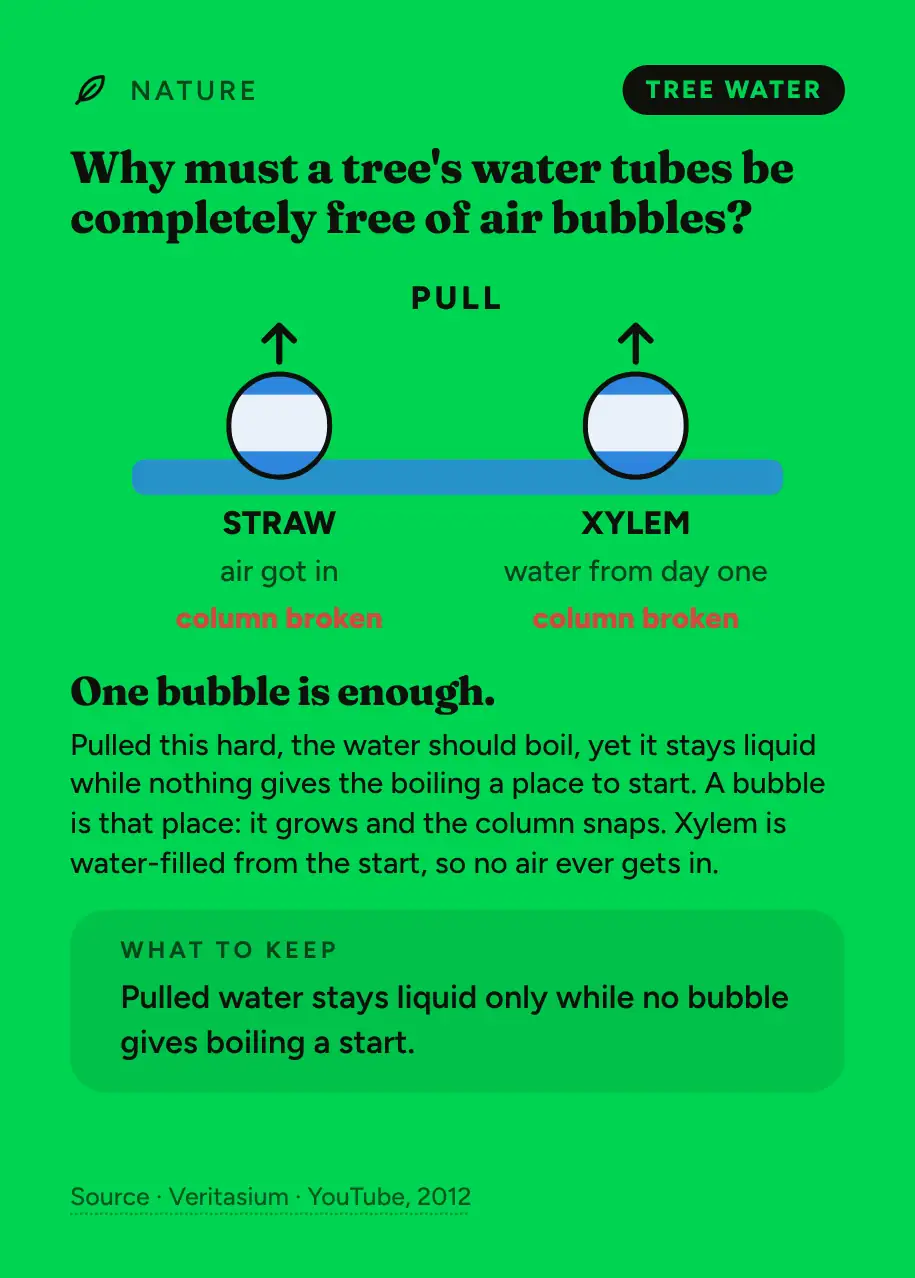 NATURE
TREE WATER
Why must a tree's water tubes be
completely free of air bubbles?
PULL
STRAW
XYLEM
air got in
water from day one
column broken
column broken
One bubble is enough.
Pulled this hard, the water should boil, yet it stays liquid
while nothing gives the boiling a place to start. A bubble
is that place: it grows and the column snaps. Xylem is
water-filled from the start, so no air ever gets in.
WHAT TO KEEP
Pulled water stays liquid only while no bubble
gives boiling a start.
Source · Veritasium · YouTube, 2012